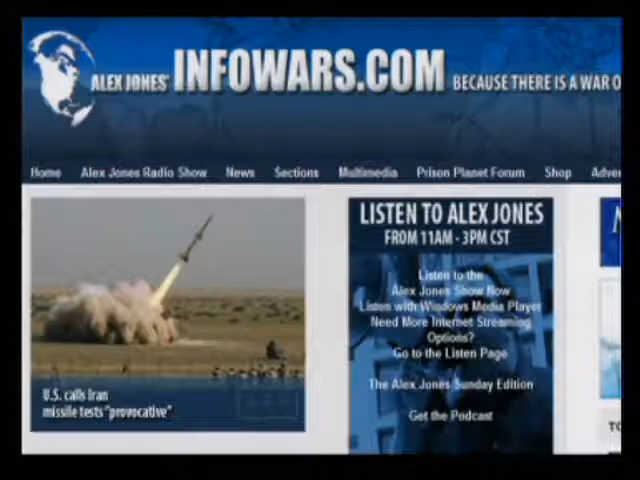 ALEX JONES' INFOWARS.COM BECAUSE THERE IS A WAR O
Home Alex Jones Radio Show News Sections Multimedia Prison Planet Forum Shop Adve
LISTEN TO ALEX JONES
FROM 11AM - 3PM CST
Listen to the
Alex Jones Show Now
Listen with Windows Media Player
Need More Internet Streaming
Options?
Go to the Listen Page
The Alex Jones Sunday Edition
Get the Podcast
U.S. calls Iran
missile tests "provocative"